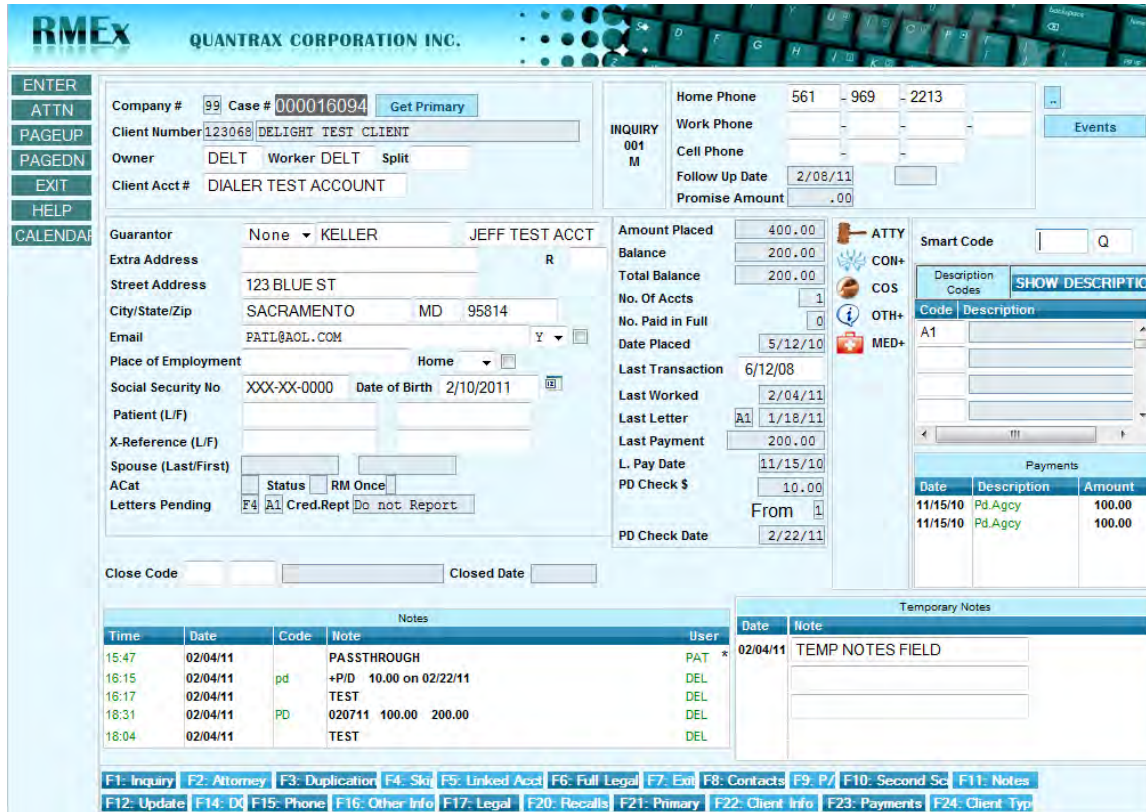 RMEx QUANTRAX CORPORATION INC.
ENTER
ATTN
PAGEUP
PAGEDN
EXIT
HELP
CALENDAR
Company # 99 Case # 000016094 Get Primary
Client Number 123068 DELIGHT TEST CLIENT
Owner DELT Worker DELT Split
Client Acct # DIALER TEST ACCOUNT
INQUIRY
001
M
Home Phone 561 - 969 - 2213 ..
Work Phone - - -
Cell Phone - -
Follow Up Date 2/08/11
Promise Amount .00
Events
Guarantor None KELLER JEFF TEST ACCT
Extra Address R
Street Address 123 BLUE ST
City/State/Zip SACRAMENTO MD 95814
Email PATL@AOL.COM Y
Place of Employment Home
Social Security No XXX-XX-0000 Date of Birth 2/10/2011
Patient (L/F)
X-Reference (L/F)
Spouse (Last/First)
ACat Status RM Once
Letters Pending F4 A1 Cred.Rept Do not Report
Amount Placed 400.00
Balance 200.00
Total Balance 200.00
No. Of Accts 1
No. Paid in Full 0
Date Placed 5/12/10
Last Transaction 6/12/08
Last Worked 2/04/11
Last Letter A1 1/18/11
Last Payment 200.00
L. Pay Date 11/15/10
PD Check $ 10.00
From 1
PD Check Date 2/22/11
ATTY
CON+
COS
OTH+
MED+
Smart Code Q
Description Codes SHOW DESCRIPTIO
Code Description
A1
Payments
Date Description Amount
11/15/10 Pd.Agcy 100.00
11/15/10 Pd.Agcy 100.00
Close Code Closed Date
Notes
Time Date Code Note User
15:47 02/04/11 PASSTHROUGH PAT *
16:15 02/04/11 pd +P/D 10.00 on 02/22/11 DEL
16:17 02/04/11 TEST DEL
18:31 02/04/11 PD 020711 100.00 200.00 DEL
18:04 02/04/11 TEST DEL
Temporary Notes
Date Note
02/04/11 TEMP NOTES FIELD
F1: Inquiry F2: Attorney F3: Duplication F4: Skip F5: Linked Acct F6: Full Legal F7: Exit F8: Contacts F9: P/ F10: Second Sc F11: Notes
F12: Update F14: DC F15: Phone F16: Other Info F17: Legal F20: Recalls F21: Primary F22: Client Info F23: Payments F24: Client Typ